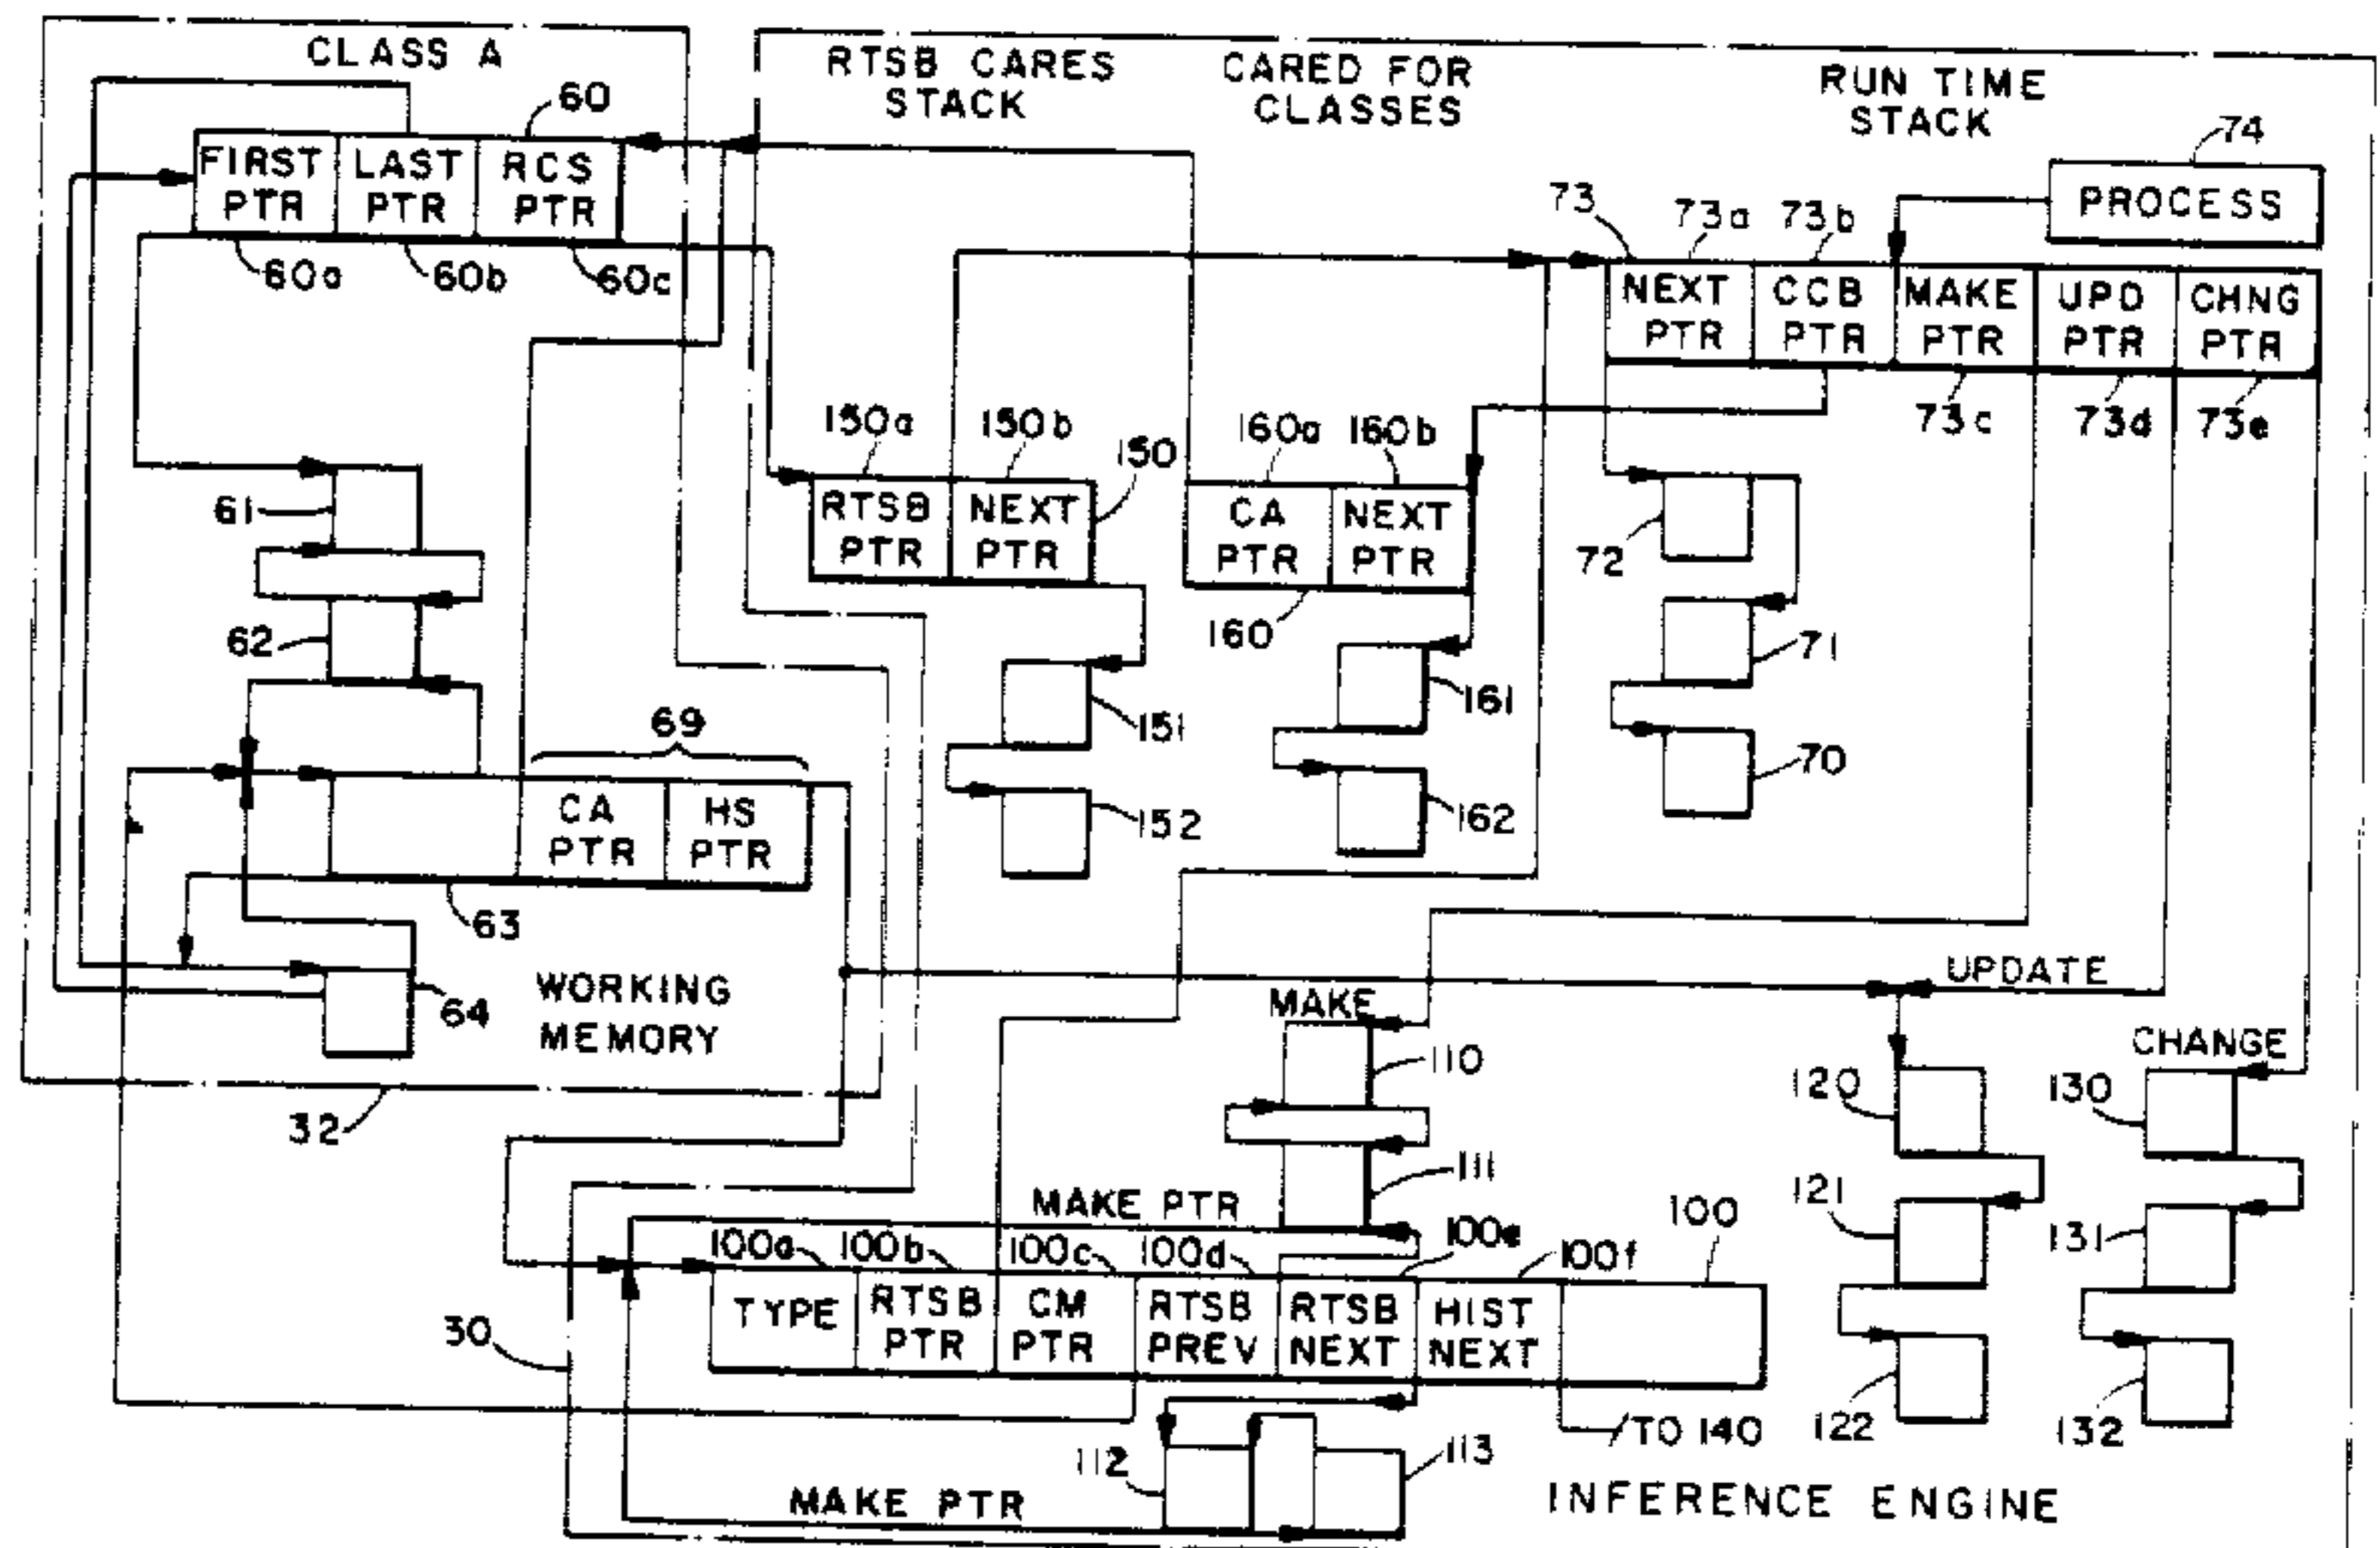 CLASS A
RTSB CARES
STACK
CARED FOR
CLASSES
RUN TIME
STACK
60
74
FIRST
PTR
LAST
PTR
RCS
PTR
PROCESS
60a
60b
60c
73
73a
73b
NEXT
PTR
CCB
PTR
MAKE
PTR
UPD
PTR
CHNG
PTR
73c
73d
73e
150a
150b
150
160a
160b
RTSB
PTR
NEXT
PTR
CA
PTR
NEXT
PTR
160
61
62
72
71
70
151
152
161
162
69
CA
PTR
HS
PTR
63
64
WORKING
MEMORY
32
UPDATE
MAKE
CHANGE
110
111
120
121
122
130
131
132
MAKE PTR
100a
100b
100c
100d
100e
100f
100
TYPE
RTSB
PTR
CM
PTR
RTSB
PREV
RTSB
NEXT
HIST
NEXT
30
TO 140
112
113
MAKE PTR
INFERENCE ENGINE